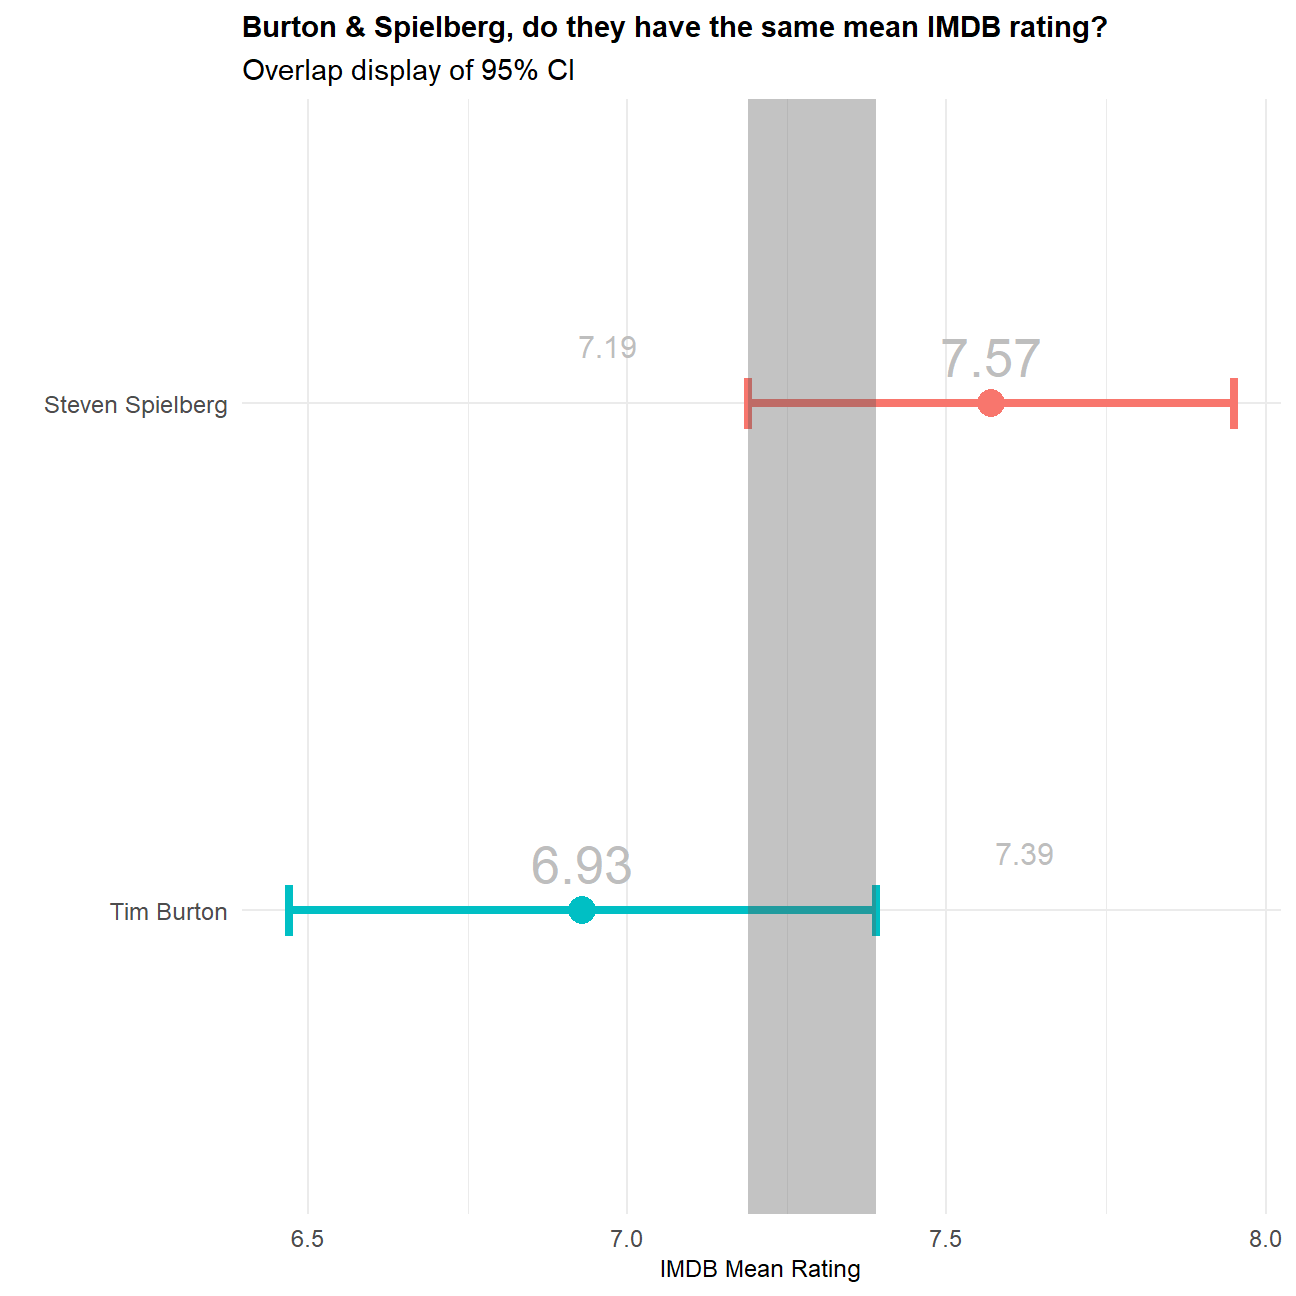 Burton & Spielberg, do they have the same mean IMDB rating?
Overlap display of 95% CI
7.19
7.57
Steven Spielberg
6.93
7.39
Tim Burton
6.5
7.0
7.5
8.0
IMDB Mean Rating